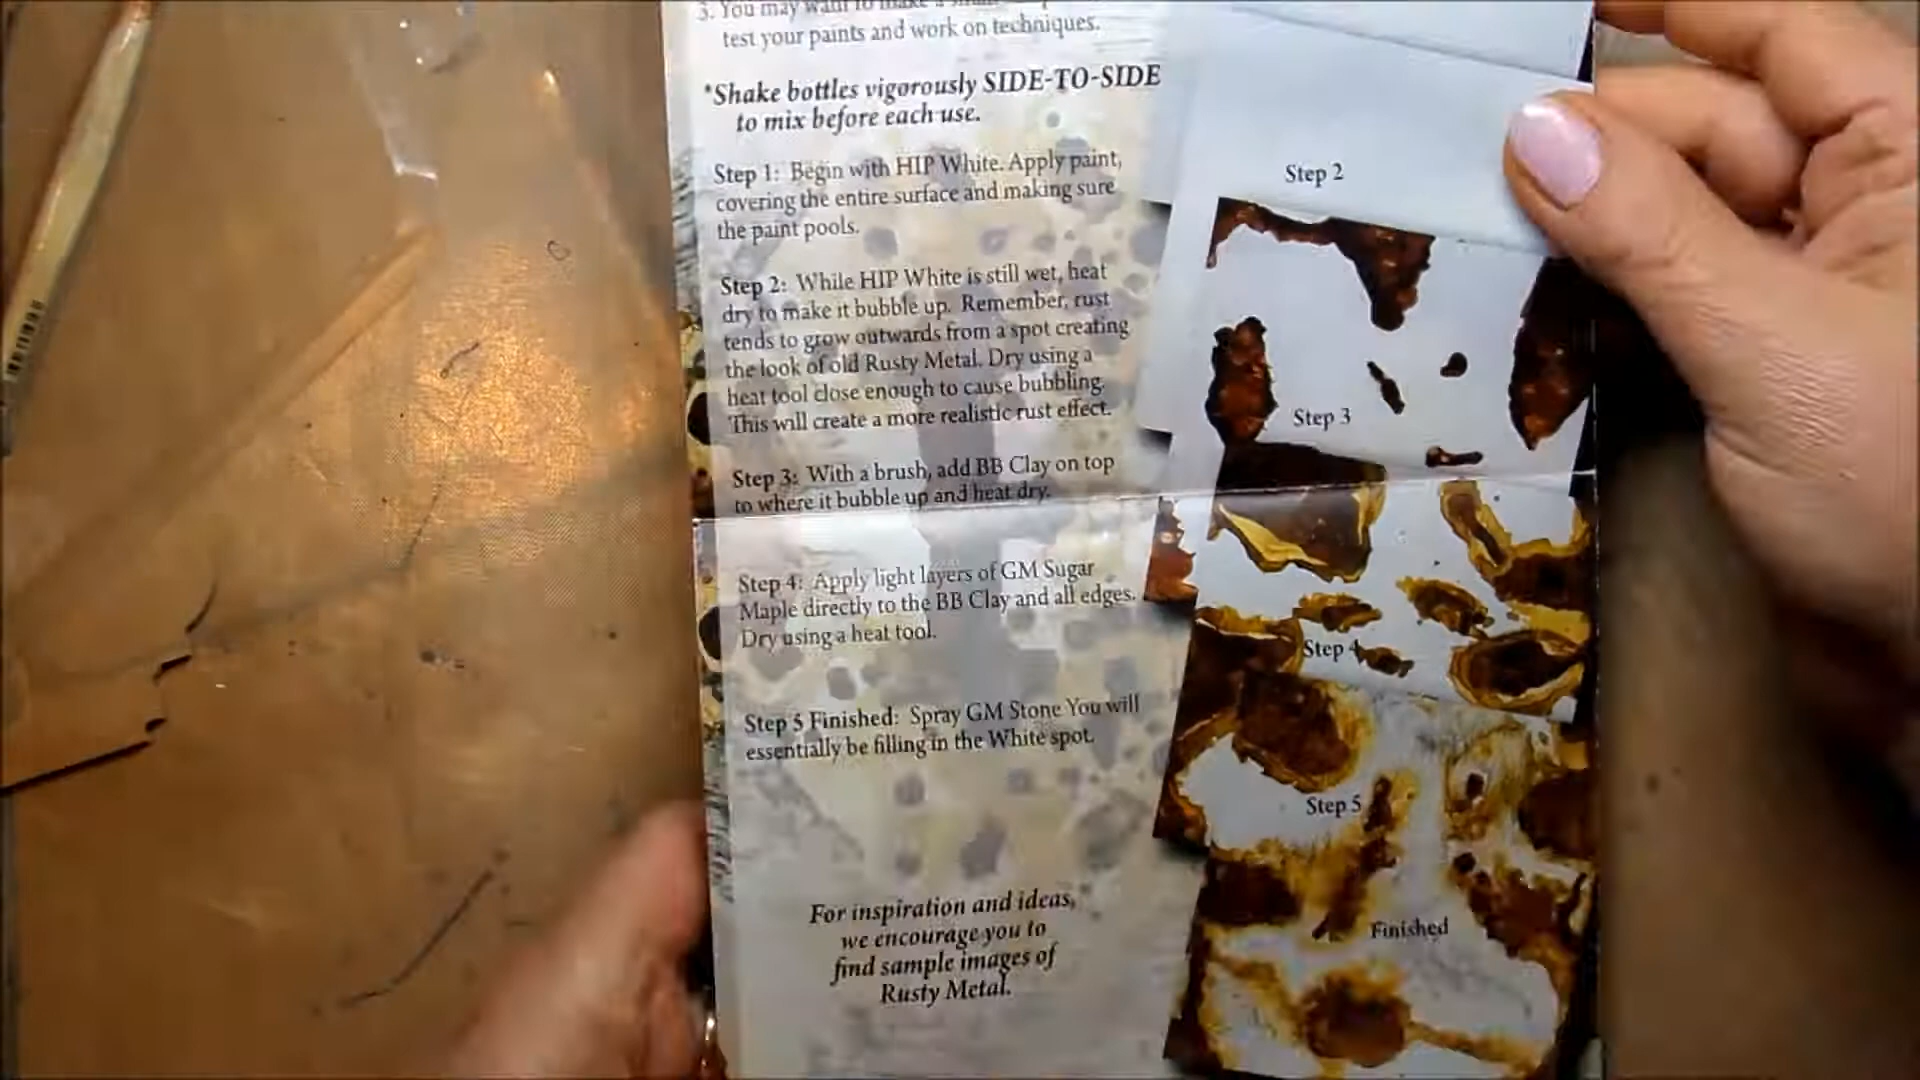 3. You may want to make a small
test your paints and work on techniques.
*Shake bottles vigorously SIDE-TO-SIDE
to mix before each use.
Step 1: Begin with HIP White. Apply paint,
covering the entire surface and making sure
the paint pools.
Step 2: While HIP White is still wet, heat
dry to make it bubble up. Remember, rust
tends to grow outwards from a spot creating
the look of old Rusty Metal. Dry using a
heat tool close enough to cause bubbling.
This will create a more realistic rust effect.
Step 3: With a brush, add BB Clay on top
to where it bubble up and heat dry.
Step 4: Apply light layers of GM Sugar
Maple directly to the BB Clay and all edges.
Dry using a heat tool.
Step 5 Finished: Spray GM Stone You will
essentially be filling in the White spot.
For inspiration and ideas,
we encourage you to
find sample images of
Rusty Metal.
Step 2
Step 3
Step 4
Step 5
Finished